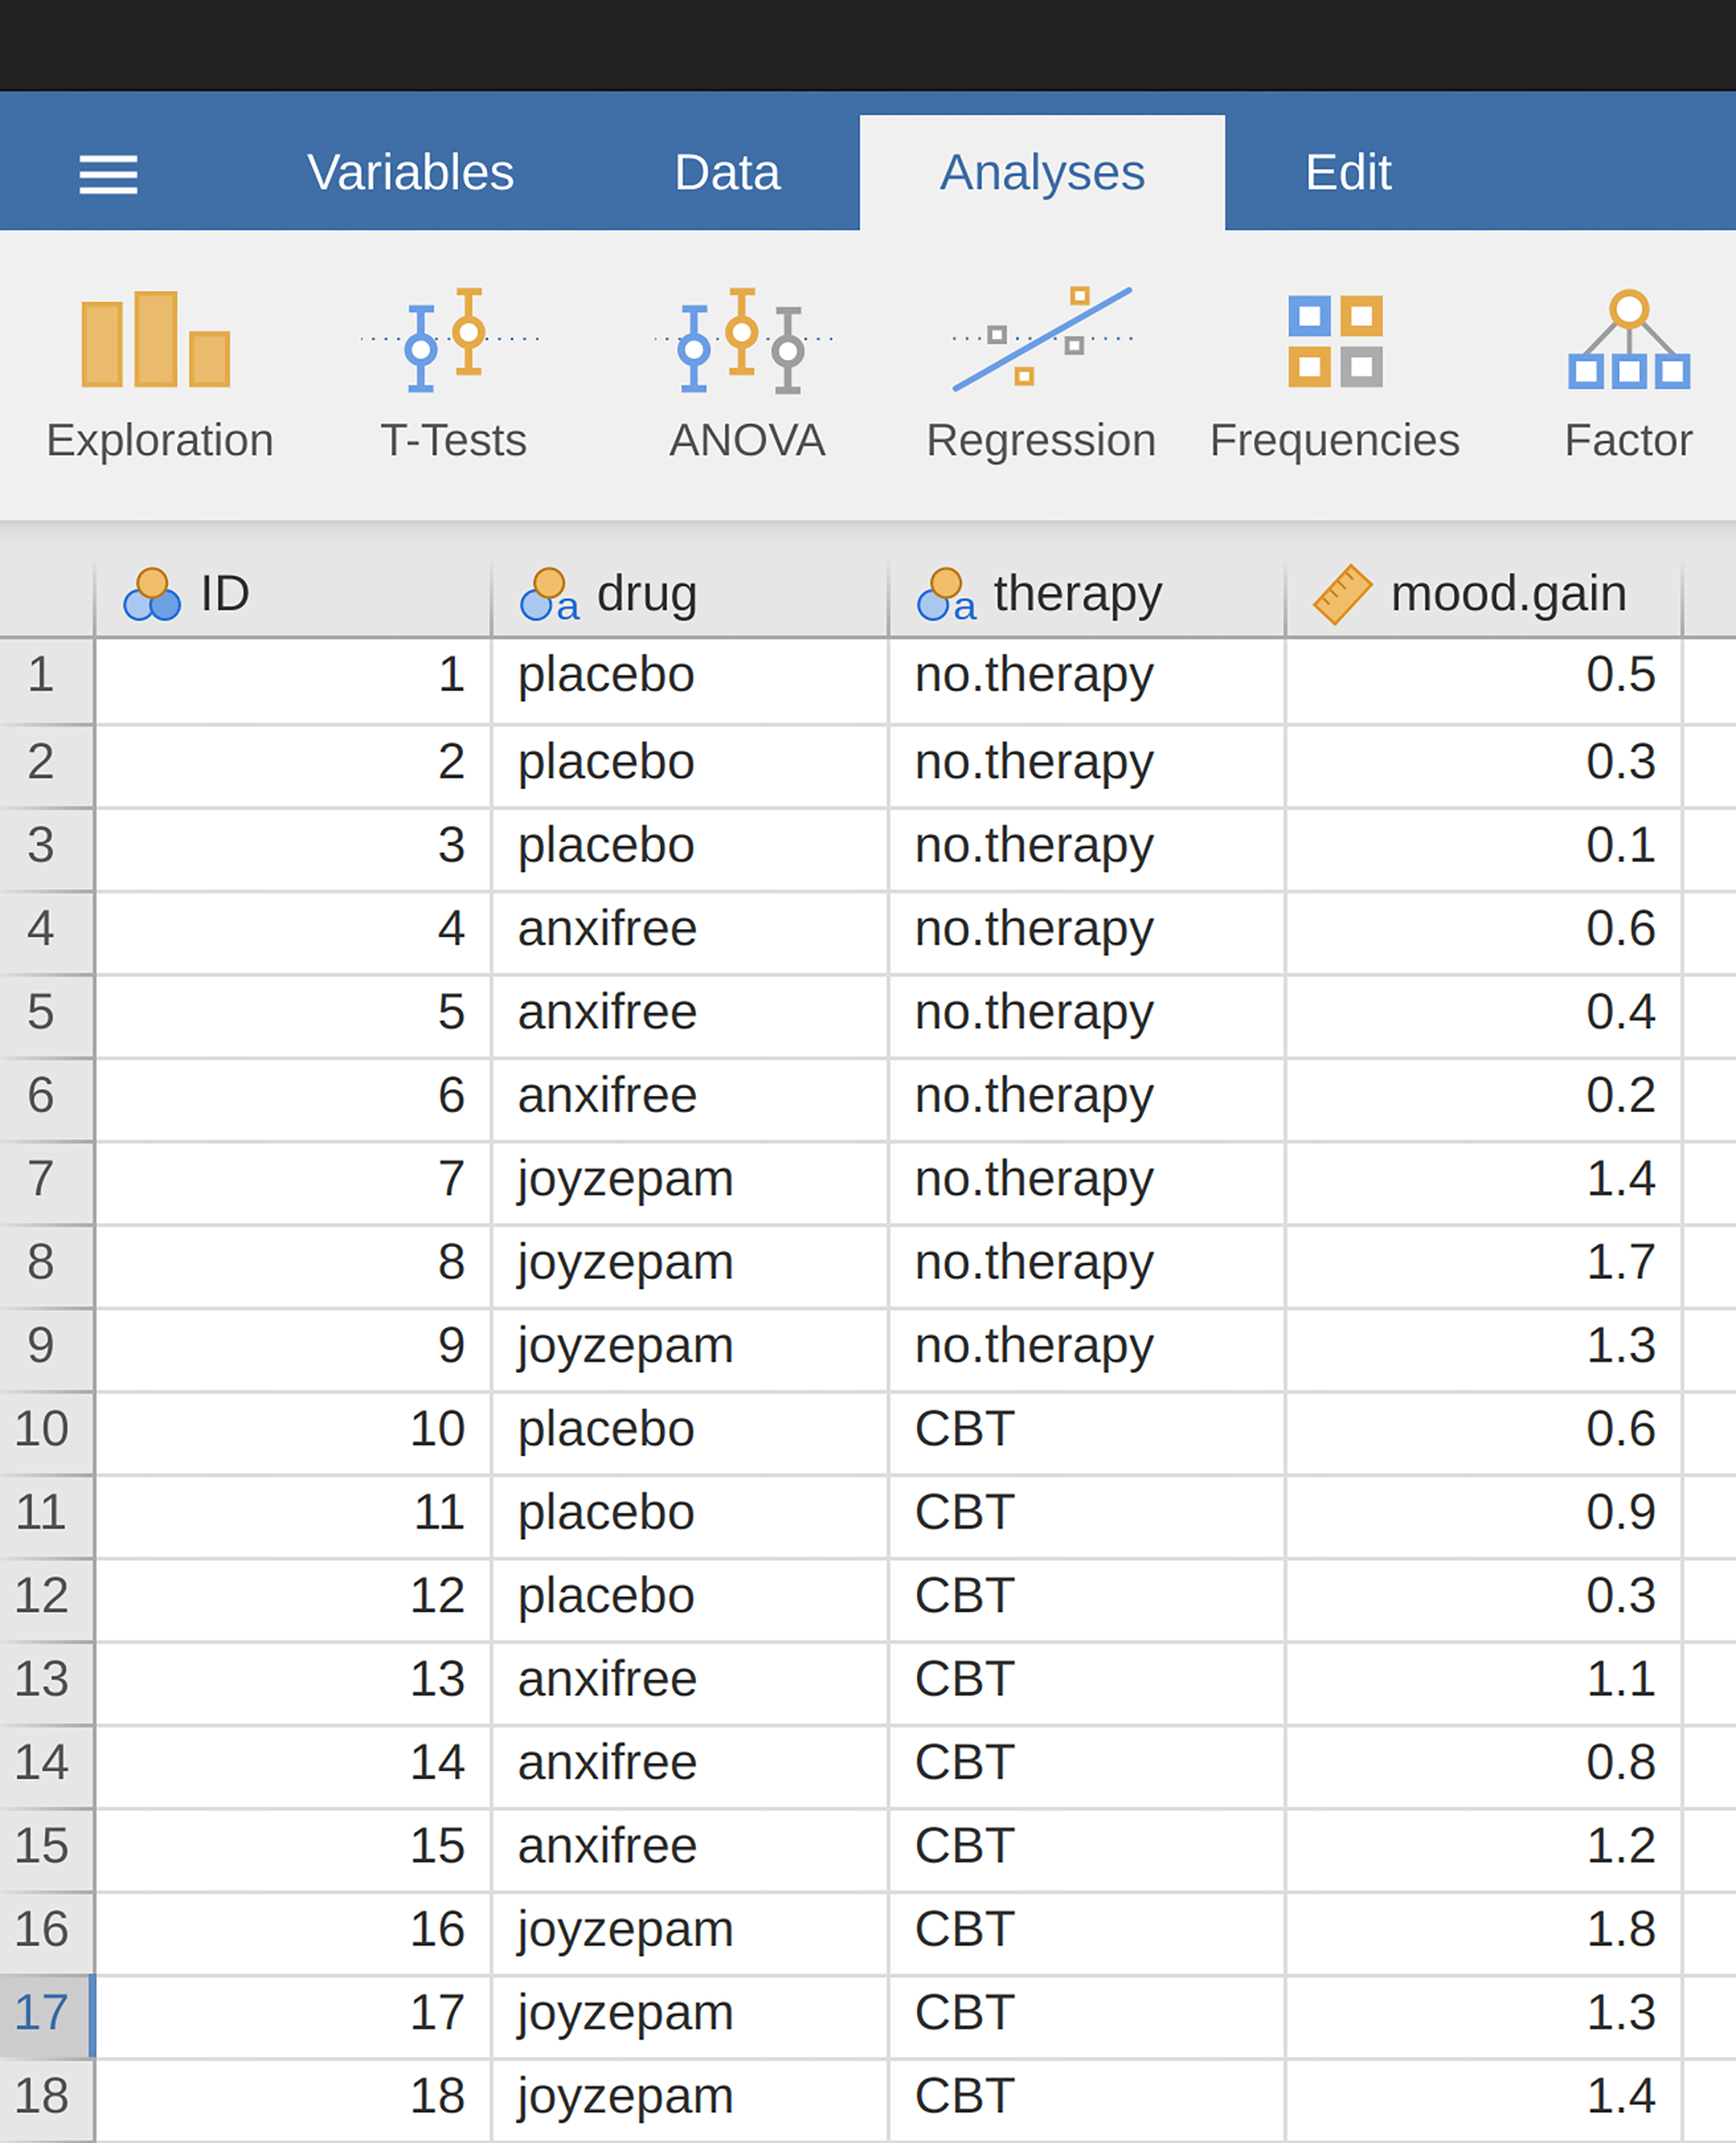 Variables Data Analyses Edit
Exploration T-Tests ANOVA Regression Frequencies Factor
ID a drug a therapy mood.gain
1 1 placebo no.therapy 0.5
2 2 placebo no.therapy 0.3
3 3 placebo no.therapy 0.1
4 4 anxifree no.therapy 0.6
5 5 anxifree no.therapy 0.4
6 6 anxifree no.therapy 0.2
7 7 joyzepam no.therapy 1.4
8 8 joyzepam no.therapy 1.7
9 9 joyzepam no.therapy 1.3
10 10 placebo CBT 0.6
11 11 placebo CBT 0.9
12 12 placebo CBT 0.3
13 13 anxifree CBT 1.1
14 14 anxifree CBT 0.8
15 15 anxifree CBT 1.2
16 16 joyzepam CBT 1.8
17 17 joyzepam CBT 1.3
18 18 joyzepam CBT 1.4